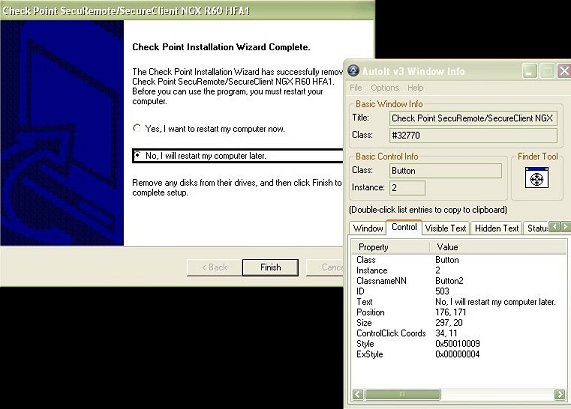 Check Point SecuRemote/SecureClient NGX R60 HFA1
Check Point Installation Wizard Complete.
The Check Point Installation Wizard has successfully remov
Check Point SecuRemote/SecureClient NGX R60 HFA1.
Before you can use the program, you must restart your
computer.
Yes, I want to restart my computer now.
No, I will restart my computer later.
Remove any disks from their drives, and then click Finish to
complete setup.
< Back
Finish
Cance
AutoIt v3 Window Info
File Options Help
Basic Window Info
Title: Check Point SecuRemote/SecureClient NGX
Class: #32770
Basic Control Info
Class: Button
Instance: 2
Finder Tool
(Double-click list entries to copy to clipboard)
Window Control Visible Text Hidden Text Statu
Property Value
Class Button
Instance 2
ClassnameNN Button2
ID 503
Text No, I will restart my computer later.
Position 176, 171
Size 297, 20
ControlClick Coords 34, 11
Style 0x50010009
ExStyle 0x00000004